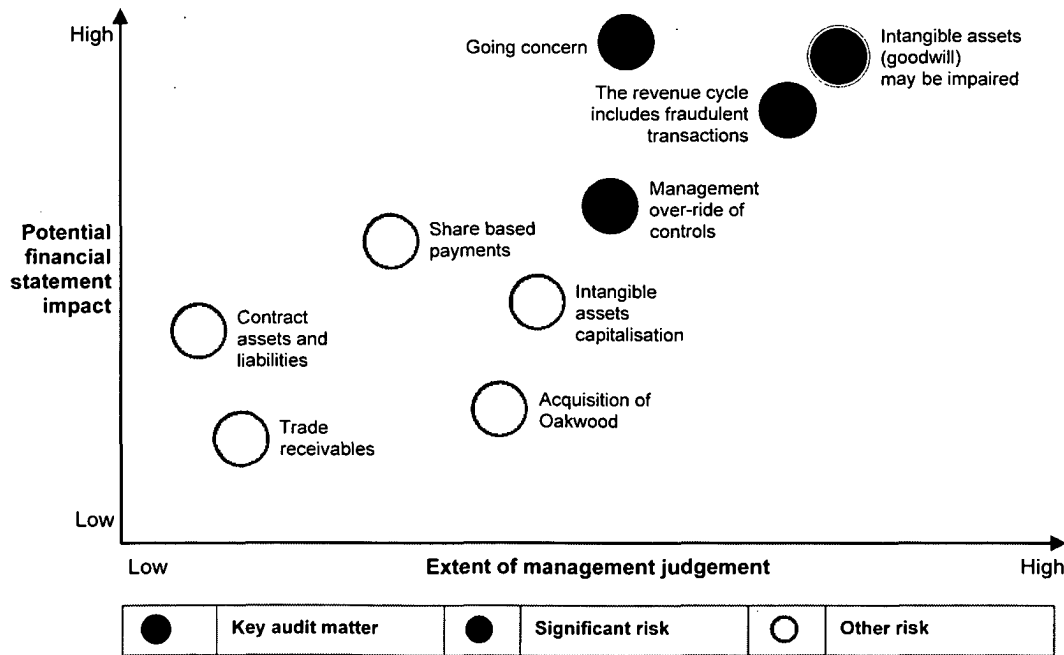 High
Going concern
Intangible assets
(goodwill)
may be impaired
The revenue cycle
includes fraudulent
transactions
Management
over-ride of
controls
Share based
payments
Potential
financial
statement
impact
Intangible
assets
capitalisation
Contract
assets and
liabilities
Acquisition of
Oakwood
Trade
receivables
Low
Low
Extent of management judgement
High
Key audit matter
Significant risk
Other risk